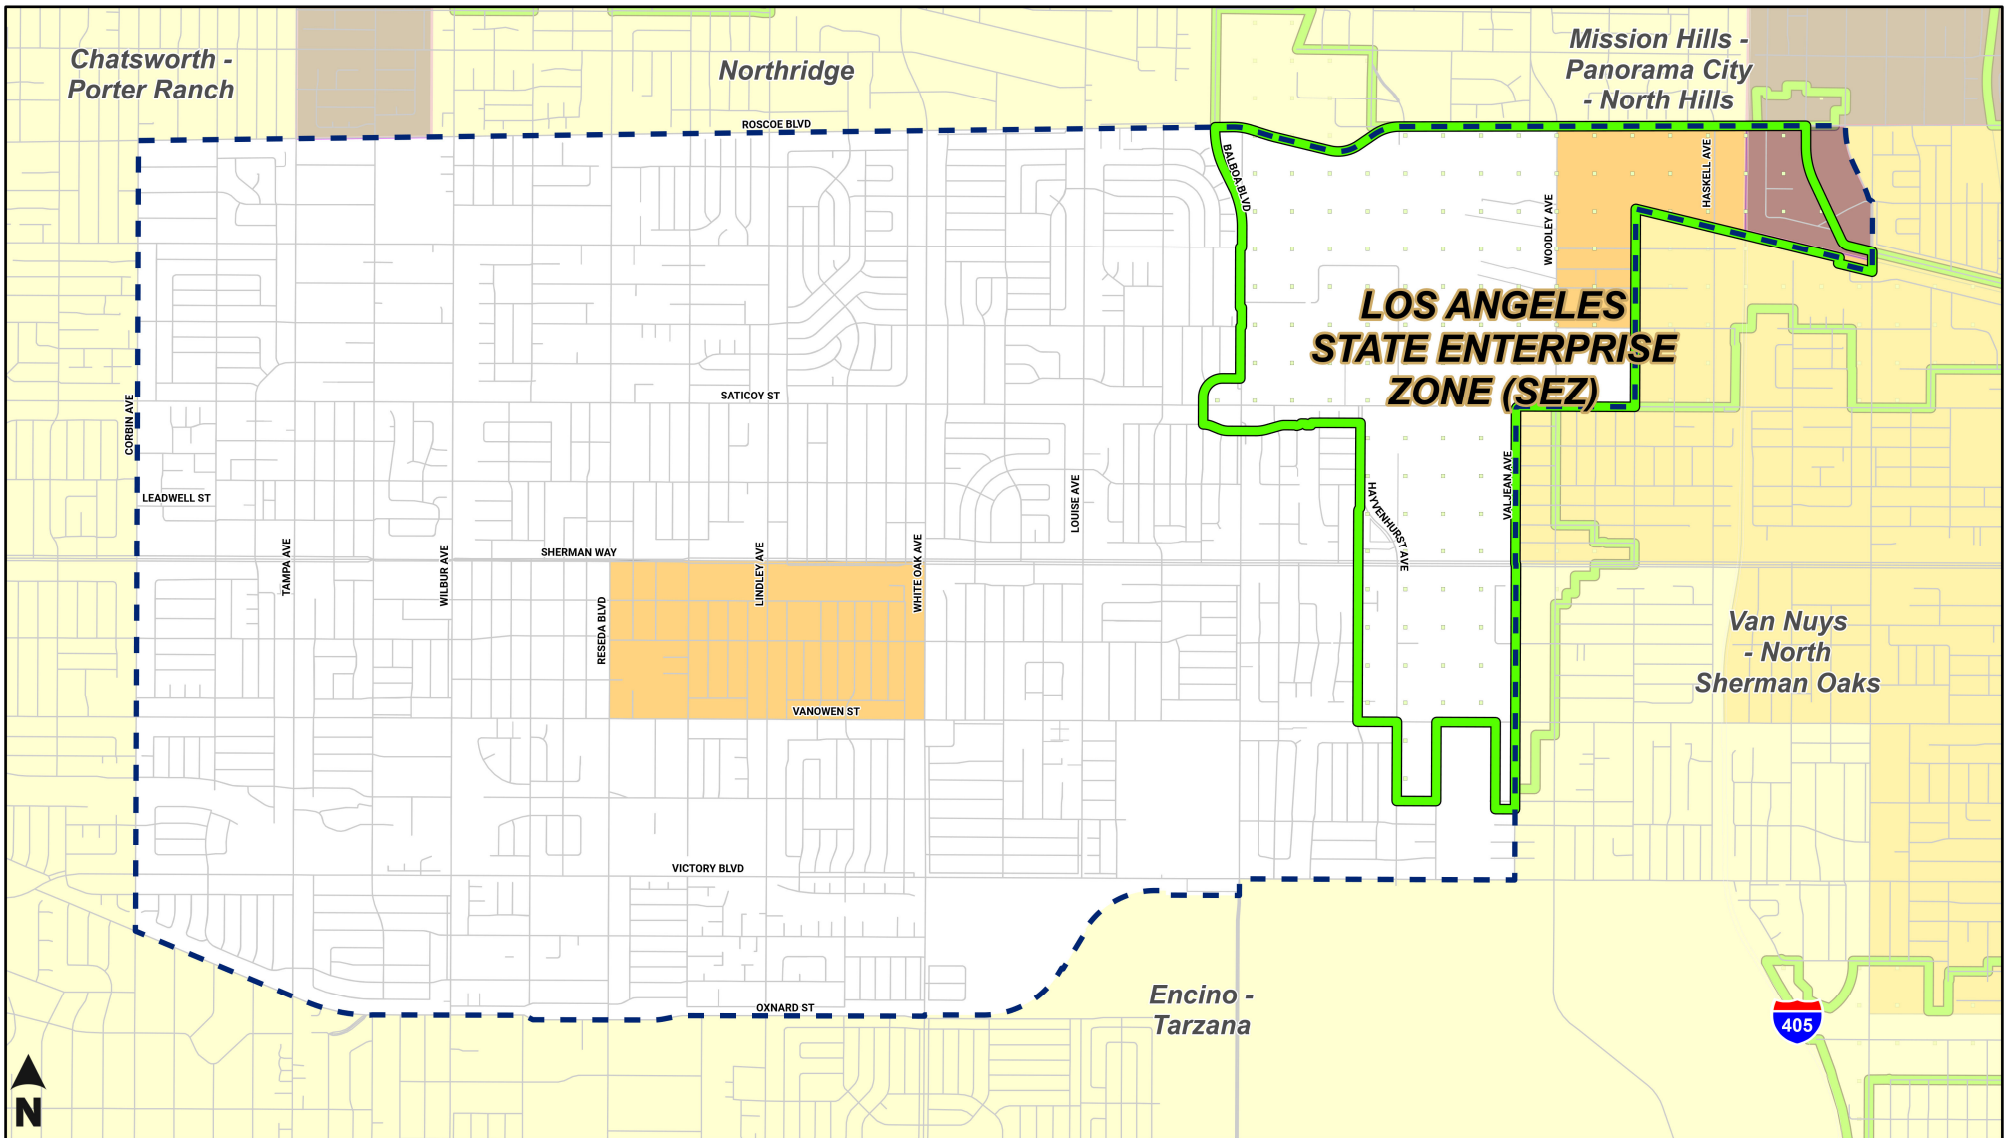 Chatsworth -
Porter Ranch
Northridge
Mission Hills -
Panorama City
- North Hills
ROSCOE BLVD
BALBOA BLVD
HASKELL AVE
WOODLEY AVE
LOS ANGELES
STATE ENTERPRISE
ZONE (SEZ)
SATICOY ST
CORBIN AVE
LEADWELL ST
LOUISE AVE
HAYVENHURST AVE
VALJEAN AVE
SHERMAN WAY
TAMPA AVE
WILBUR AVE
LINDLEY AVE
WHITE OAK AVE
RESEDA BLVD
Van Nuys
- North
Sherman Oaks
VANOWEN ST
VICTORY BLVD
OXNARD ST
Encino -
Tarzana
405
N